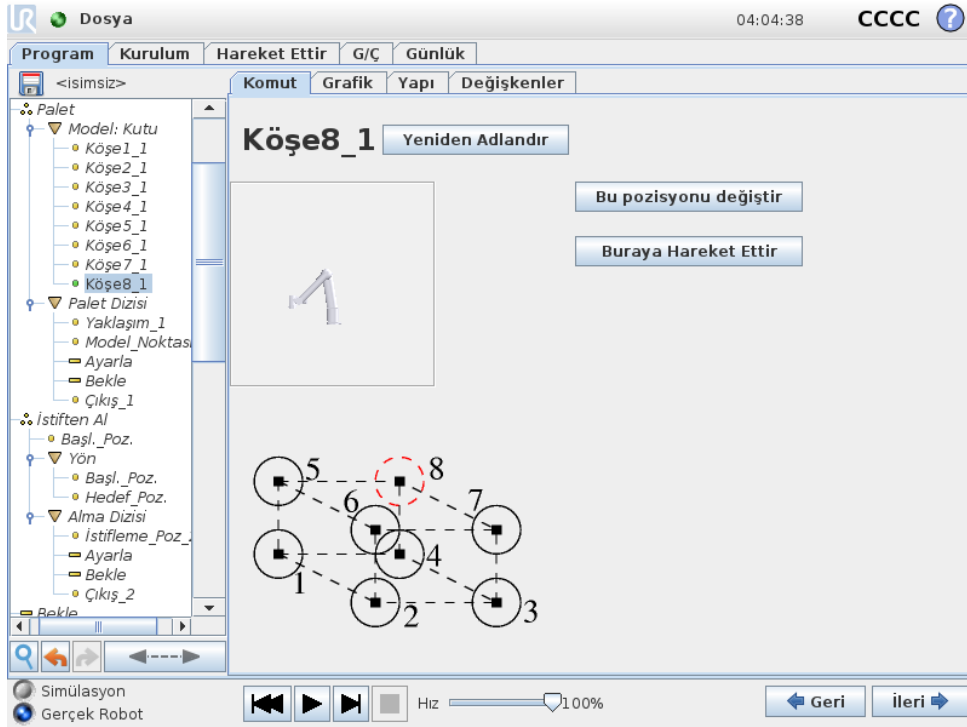 UR Dosya 04:04:38 CCCC ?
Program Kurulum Hareket Ettir G/Ç Günlük
<isimsiz> Komut Grafik Yapı Değişkenler
Palet
Model: Kutu
Köşe1_1
Köşe2_1
Köşe3_1
Köşe4_1
Köşe5_1
Köşe6_1
Köşe7_1
Köşe8_1
Palet Dizisi
Yaklaşım_1
Model_Noktası
Ayarla
Bekle
Çıkış_1
İstiften Al
Başl._Poz.
Yön
Başl._Poz.
Hedef_Poz.
Alma Dizisi
İstifleme_Poz_2
Ayarla
Bekle
Çıkış_2
Bekle
Köşe8_1 Yeniden Adlandır
Bu pozisyonu değiştir
Buraya Hareket Ettir
5 8
6 7
1 4
2 3
Simülasyon
Gerçek Robot
Hız 100%
Geri İleri